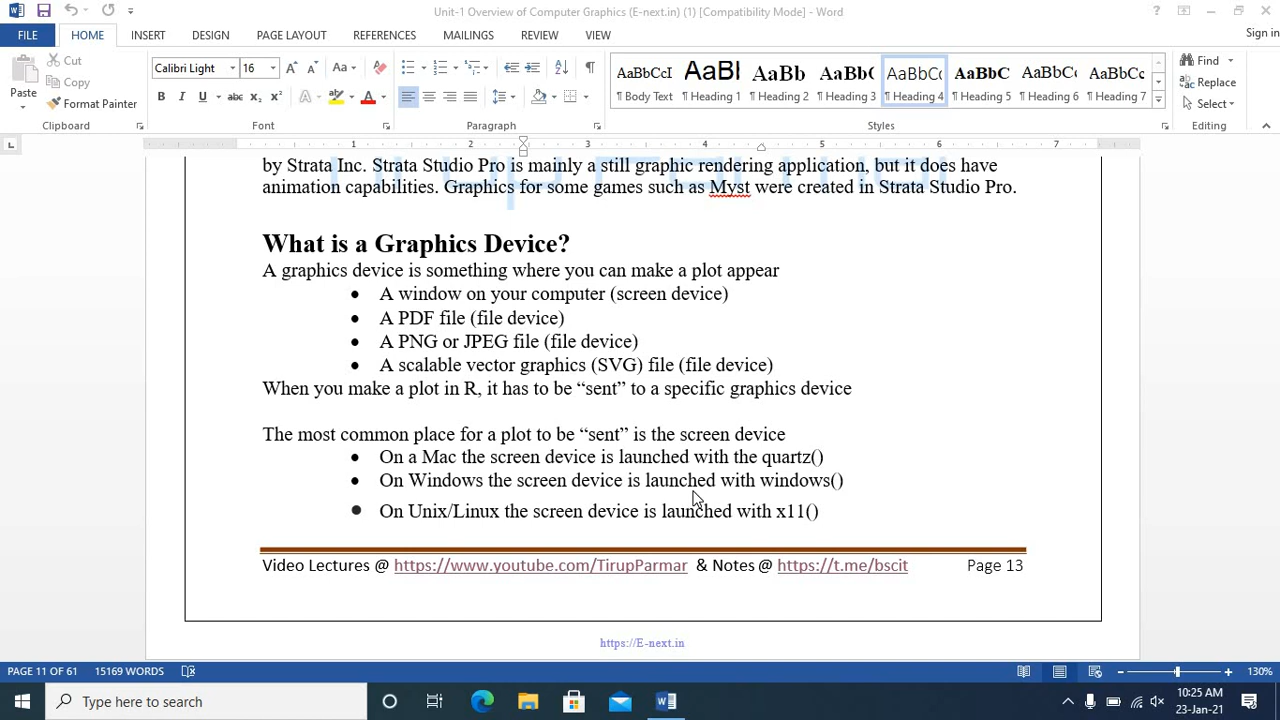 Unit-1 Overview of Computer Graphics (E-next.in) (1) [Compatibility Mode] - Word
?
Sign in
FILE HOME INSERT DESIGN PAGE LAYOUT REFERENCES MAILINGS REVIEW VIEW
Paste
Cut
Copy
Format Painter
Clipboard
Calibri Light 16
Font
Paragraph
AaBbCcI AaBl AaBb AaBb( AaBbCc AaBbC AaBbCc AaBbCc
¶ Body Text ¶ Heading 1 ¶ Heading 2 ¶ Heading 3 ¶ Heading 4 ¶ Heading 5 ¶ Heading 6 ¶ Heading 7
Styles
Find
Replace
Select
Editing
1 2 3 4 5 6 7
by Strata Inc. Strata Studio Pro is mainly a still graphic rendering application, but it does have
animation capabilities. Graphics for some games such as Myst were created in Strata Studio Pro.
What is a Graphics Device?
A graphics device is something where you can make a plot appear
• A window on your computer (screen device)
• A PDF file (file device)
• A PNG or JPEG file (file device)
• A scalable vector graphics (SVG) file (file device)
When you make a plot in R, it has to be “sent” to a specific graphics device
The most common place for a plot to be “sent” is the screen device
• On a Mac the screen device is launched with the quartz()
• On Windows the screen device is launched with windows()
• On Unix/Linux the screen device is launched with x11()
Video Lectures @ https://www.youtube.com/TirupParmar & Notes @ https://t.me/bscit Page 13
https://E-next.in
PAGE 11 OF 61 15169 WORDS 130%
Type here to search
10:25 AM
23-Jan-21